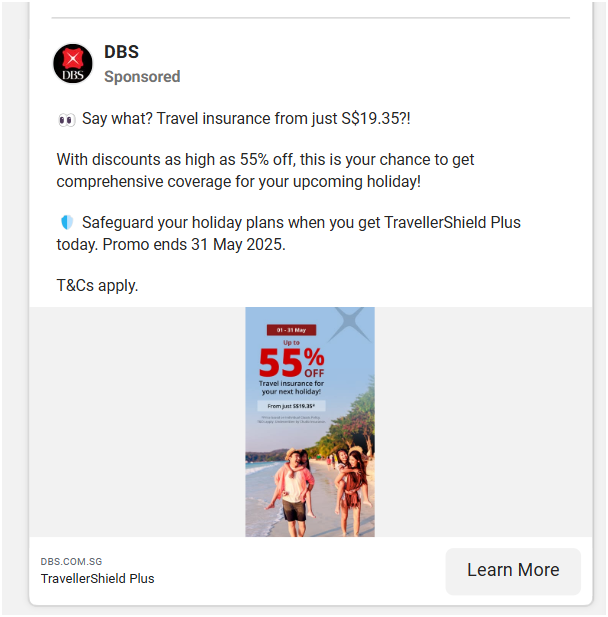 DBS
DBS
Sponsored
👀 Say what? Travel insurance from just S$19.35?!
With discounts as high as 55% off, this is your chance to get
comprehensive coverage for your upcoming holiday!
🛡️ Safeguard your holiday plans when you get TravellerShield Plus
today. Promo ends 31 May 2025.
T&Cs apply.
01 - 31 May
Up to
55%
OFF
Travel insurance for
your next holiday!
From just S$19.35*
DBS.COM.SG
TravellerShield Plus
Learn More